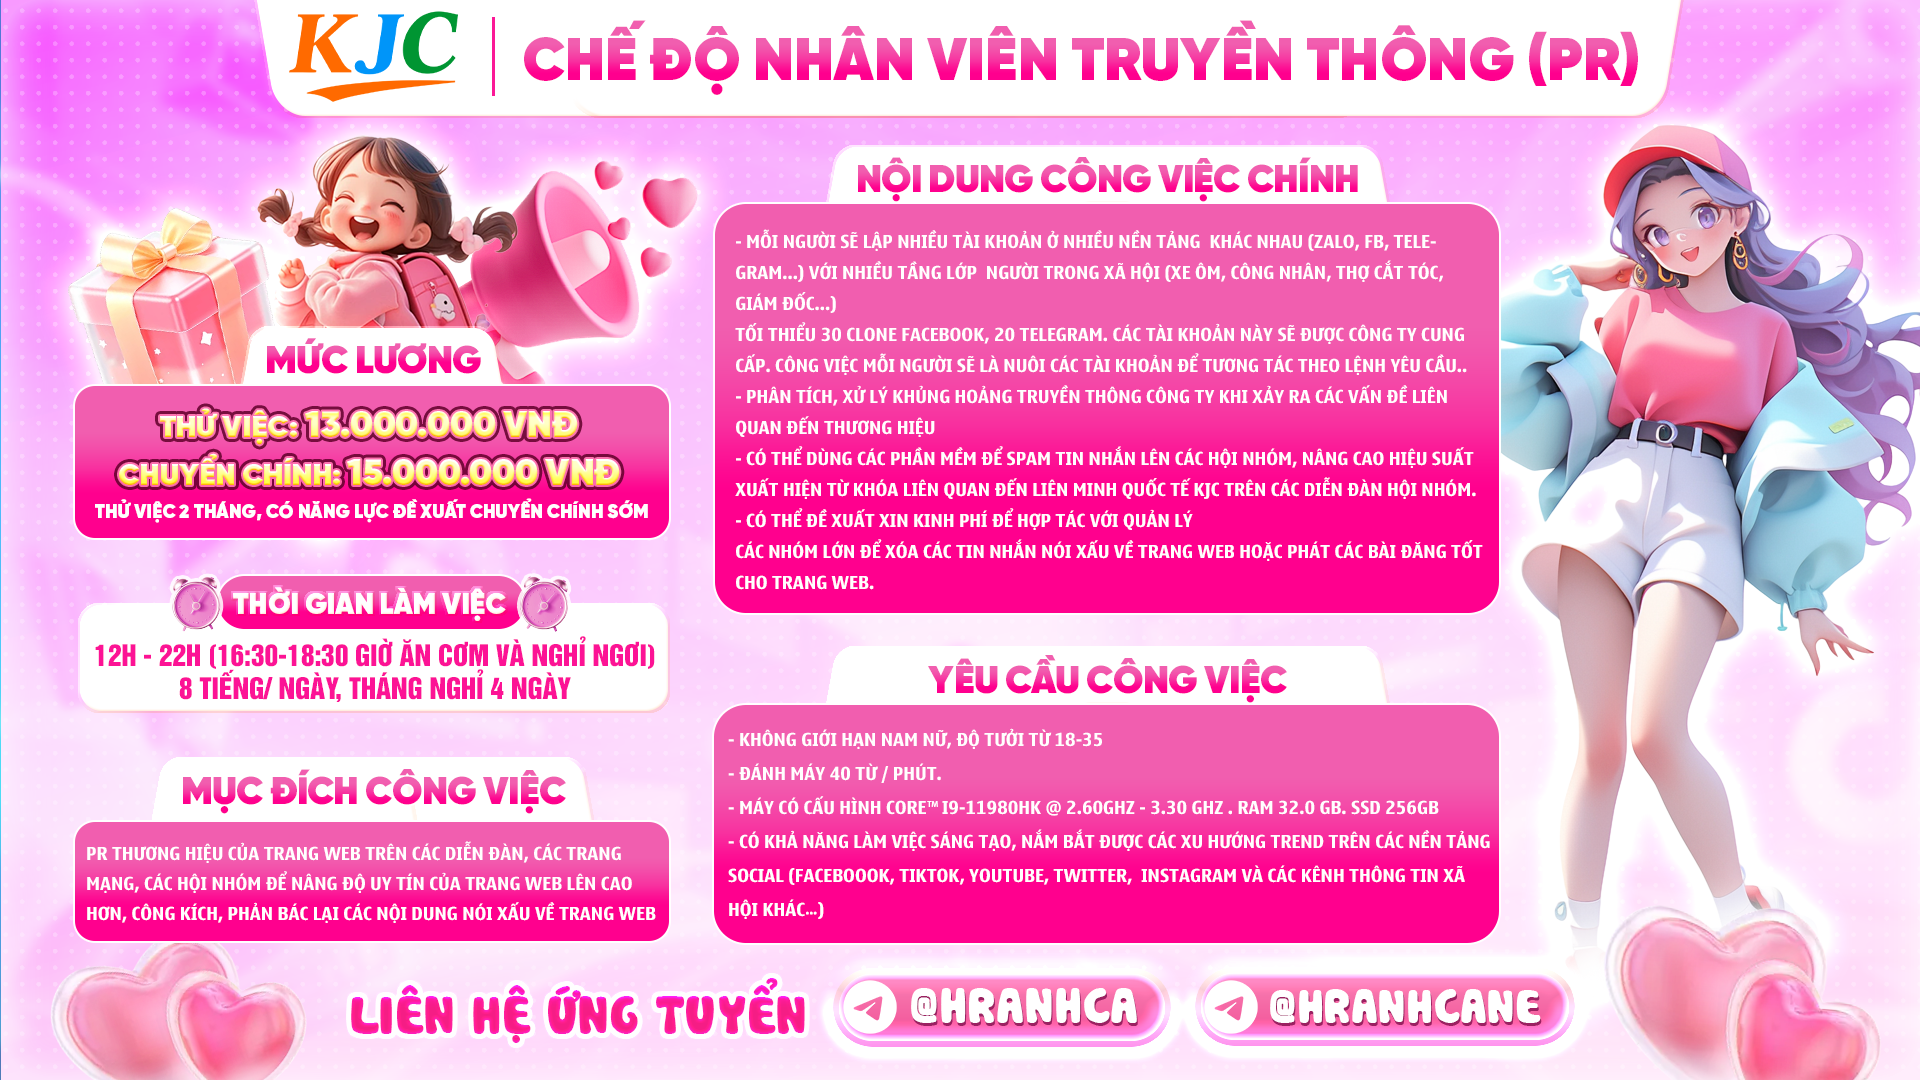 KJC
CHẾ ĐỘ NHÂN VIÊN TRUYỀN THÔNG (PR)
MỨC LƯƠNG
THỬ VIỆC: 13.000.000 VNĐ
CHUYỂN CHÍNH: 15.000.000 VNĐ
THỬ VIỆC 2 THÁNG, CÓ NĂNG LỰC ĐỀ XUẤT CHUYỂN CHÍNH SỚM
THỜI GIAN LÀM VIỆC
12H - 22H (16:30-18:30 GIỜ ĂN CƠM VÀ NGHỈ NGƠI)
8 TIẾNG/ NGÀY, THÁNG NGHỈ 4 NGÀY
MỤC ĐÍCH CÔNG VIỆC
PR THƯƠNG HIỆU CỦA TRANG WEB TRÊN CÁC DIỄN ĐÀN, CÁC TRANG
MẠNG, CÁC HỘI NHÓM ĐỂ NÂNG ĐỘ UY TÍN CỦA TRANG WEB LÊN CAO
HƠN, CÔNG KÍCH, PHẢN BÁC LẠI CÁC NỘI DUNG NÓI XẤU VỀ TRANG WEB
NỘI DUNG CÔNG VIỆC CHÍNH
- MỖI NGƯỜI SẼ LẬP NHIỀU TÀI KHOẢN Ở NHIỀU NỀN TẢNG KHÁC NHAU (ZALO, FB, TELE-
GRAM...) VỚI NHIỀU TẦNG LỚP NGƯỜI TRONG XÃ HỘI (XE ÔM, CÔNG NHÂN, THỢ CẮT TÓC,
GIÁM ĐỐC...)
TỐI THIỂU 30 CLONE FACEBOOK, 20 TELEGRAM. CÁC TÀI KHOẢN NÀY SẼ ĐƯỢC CÔNG TY CUNG
CẤP. CÔNG VIỆC MỖI NGƯỜI SẼ LÀ NUÔI CÁC TÀI KHOẢN ĐỂ TƯƠNG TÁC THEO LỆNH YÊU CẦU..
- PHÂN TÍCH, XỬ LÝ KHỦNG HOẢNG TRUYỀN THÔNG CÔNG TY KHI XẢY RA CÁC VẤN ĐỀ LIÊN
QUAN ĐẾN THƯƠNG HIỆU
- CÓ THỂ DÙNG CÁC PHẦN MỀM ĐỂ SPAM TIN NHẮN LÊN CÁC HỘI NHÓM, NÂNG CAO HIỆU SUẤT
XUẤT HIỆN TỪ KHÓA LIÊN QUAN ĐẾN LIÊN MINH QUỐC TẾ KJC TRÊN CÁC DIỄN ĐÀN HỘI NHÓM.
- CÓ THỂ ĐỀ XUẤT XIN KINH PHÍ ĐỂ HỢP TÁC VỚI QUẢN LÝ
CÁC NHÓM LỚN ĐỂ XÓA CÁC TIN NHẮN NÓI XẤU VỀ TRANG WEB HOẶC PHÁT CÁC BÀI ĐĂNG TỐT
CHO TRANG WEB.
YÊU CẦU CÔNG VIỆC
- KHÔNG GIỚI HẠN NAM NỮ, ĐỘ TƯỞI TỪ 18-35
- ĐÁNH MÁY 40 TỪ / PHÚT.
- MÁY CÓ CẤU HÌNH CORE™ I9-11980HK @ 2.60GHZ - 3.30 GHZ . RAM 32.0 GB. SSD 256GB
- CÓ KHẢ NĂNG LÀM VIỆC SÁNG TẠO, NẮM BẮT ĐƯỢC CÁC XU HƯỚNG TREND TRÊN CÁC NỀN TẢNG
SOCIAL (FACEBOOOK, TIKTOK, YOUTUBE, TWITTER, INSTAGRAM VÀ CÁC KÊNH THÔNG TIN XÃ
HỘI KHÁC...)
LIÊN HỆ ỨNG TUYỂN
@HRANHCA
@HRANHCANE